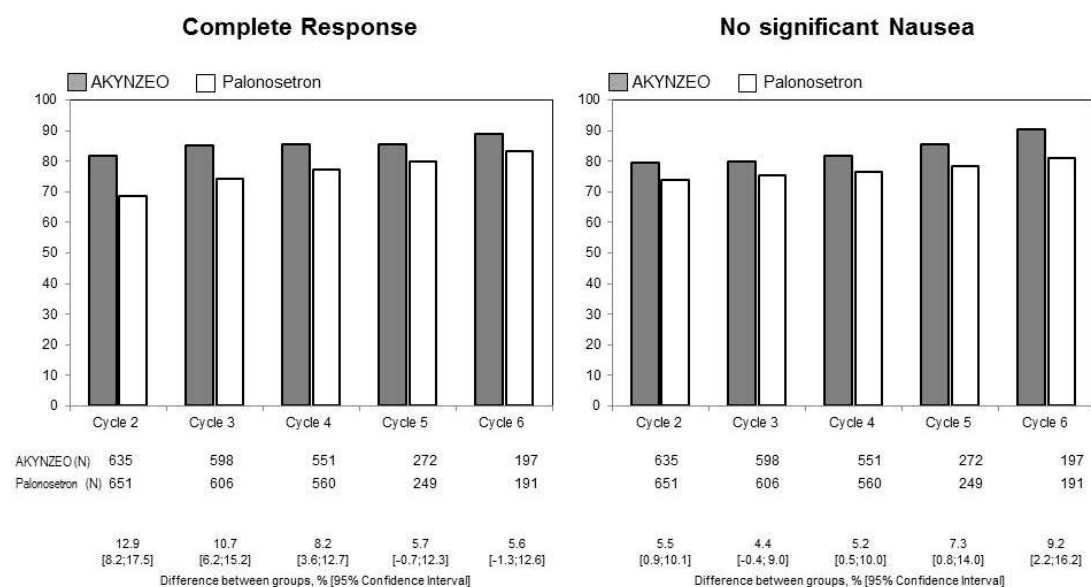 Complete Response
AKYNZEO Palonosetron
100
90
80
70
60
50
40
30
20
10
0
Cycle 2 Cycle 3 Cycle 4 Cycle 5 Cycle 6
AKYNZEO (N) 635 598 551 272 197
Palonosetron (N) 651 606 560 249 191
12.9 10.7 8.2 5.7 5.6
[8.2;17.5] [6.2;15.2] [3.6;12.7] [-0.7;12.3] [-1.3;12.6]
Difference between groups, % [95% Confidence Interval]
No significant Nausea
AKYNZEO Palonosetron
100
90
80
70
60
50
40
30
20
10
0
Cycle 2 Cycle 3 Cycle 4 Cycle 5 Cycle 6
635 598 551 272 197
651 606 560 249 191
5.5 4.4 5.2 7.3 9.2
[0.9;10.1] [-0.4; 9.0] [0.5;10.0] [0.8;14.0] [2.2;16.2]
Difference between groups, % [95% Confidence Interval]